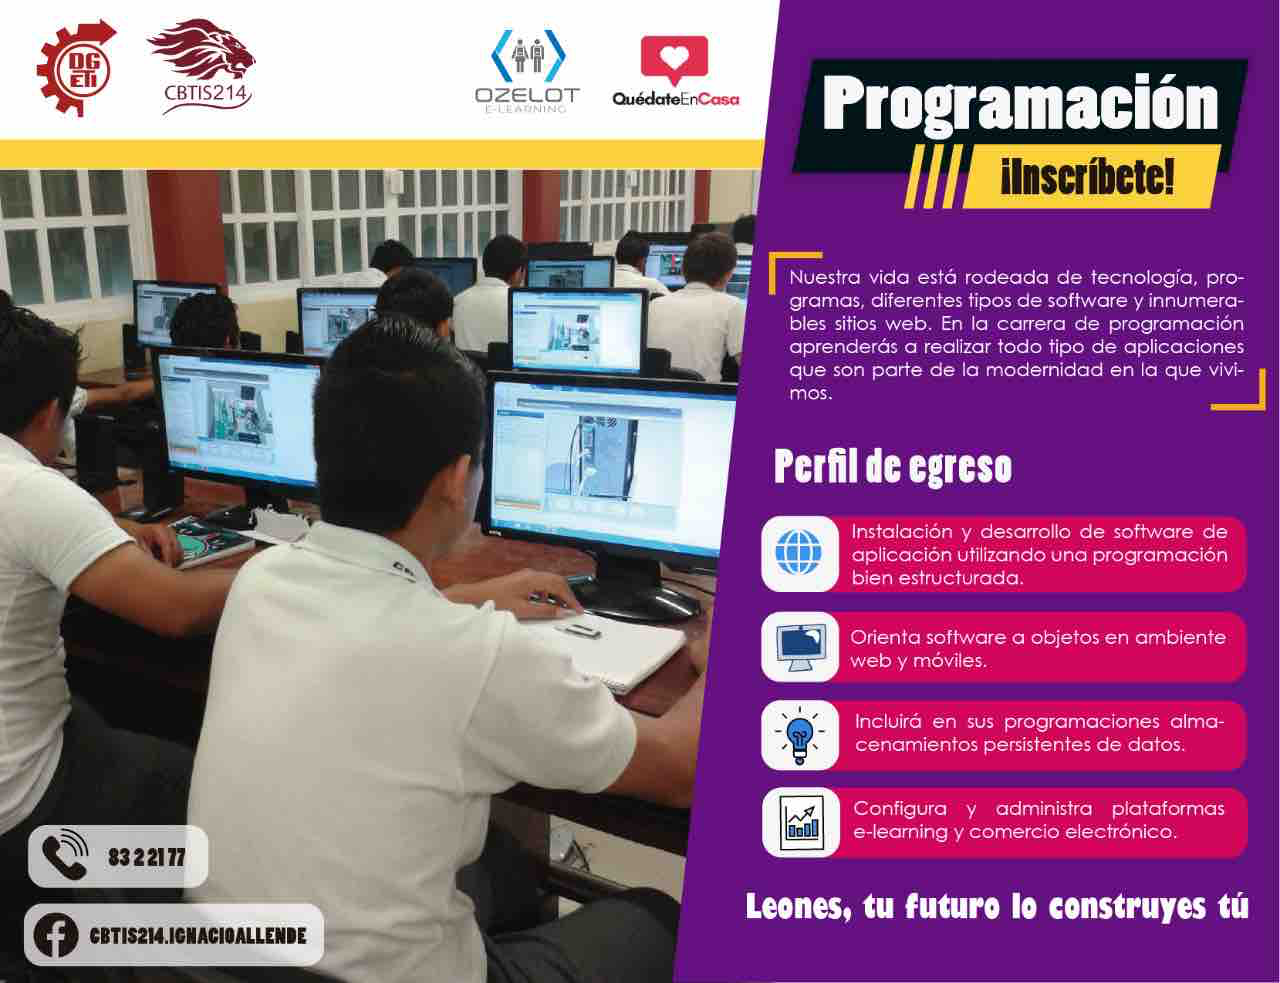 DG
ETi
CBTIS214
OZELOT
E-LEARNING
QuédateEnCasa
Programación
¡Inscríbete!
Nuestra vida está rodeada de tecnología, pro-
gramas, diferentes tipos de software y innumera-
bles sitios web. En la carrera de programación
aprenderás a realizar todo tipo de aplicaciones
que son parte de la modernidad en la que vivi-
mos.
Perfil de egreso
Instalación y desarrollo de software de
aplicación utilizando una programación
bien estructurada.
Orienta software a objetos en ambiente
web y móviles.
Incluirá en sus programaciones alma-
cenamientos persistentes de datos.
Configura y administra plataformas
e-learning y comercio electrónico.
Leones, tu futuro lo construyes tú
83 2 21 77
CBTIS214.IGNACIOALLENDE